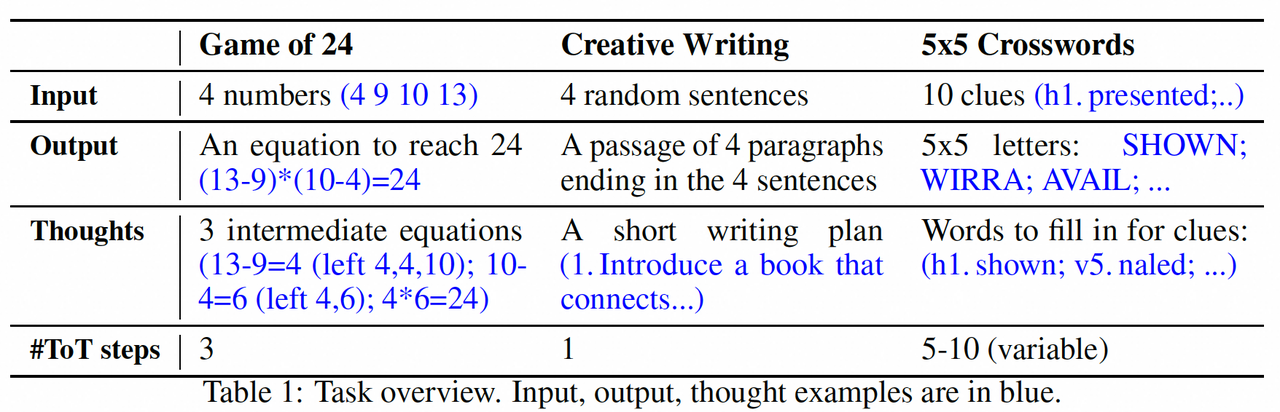 Game of 24 Creative Writing 5x5 Crosswords
Input 4 numbers (4 9 10 13) 4 random sentences 10 clues (h1. presented;..)
Output An equation to reach 24 A passage of 4 paragraphs 5x5 letters: SHOWN;
(13-9)*(10-4)=24 ending in the 4 sentences WIRRA; AVAIL; ...
Thoughts 3 intermediate equations A short writing plan Words to fill in for clues:
(13-9=4 (left 4,4,10); 10- (1. Introduce a book that (h1. shown; v5. naled; ...)
4=6 (left 4,6); 4*6=24) connects...)
#ToT steps 3 1 5-10 (variable)
Table 1: Task overview. Input, output, thought examples are in blue.